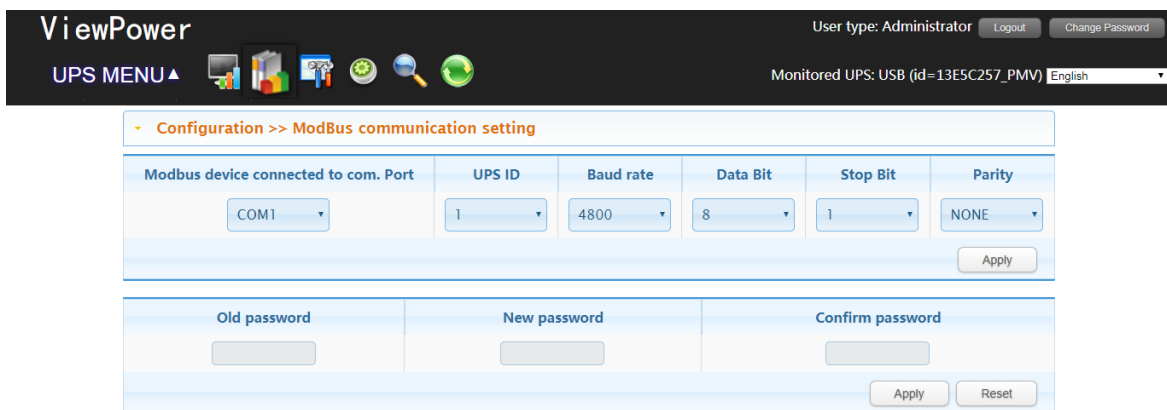 ViewPower
User type: Administrator Logout Change Password
UPS MENU▲
Monitored UPS: USB (id=13E5C257_PMV) English
Configuration >> ModBus communication setting
Modbus device connected to com. Port UPS ID Baud rate Data Bit Stop Bit Parity
COM1 1 4800 8 1 NONE
Apply
Old password New password Confirm password
Apply Reset